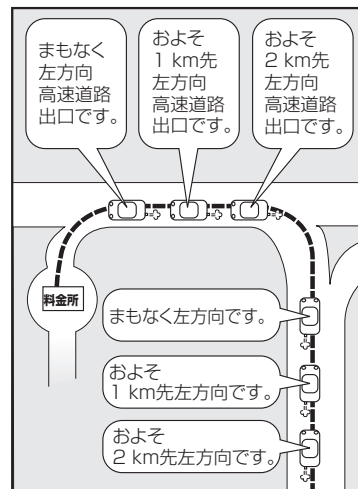 まもなく
左方向
高速道路
出口です。
およそ
1 km先
左方向
高速道路
出口です。
およそ
2 km先
左方向
高速道路
出口です。
料金所
まもなく左方向です。
およそ
1 km先左方向です。
およそ
2 km先左方向です。